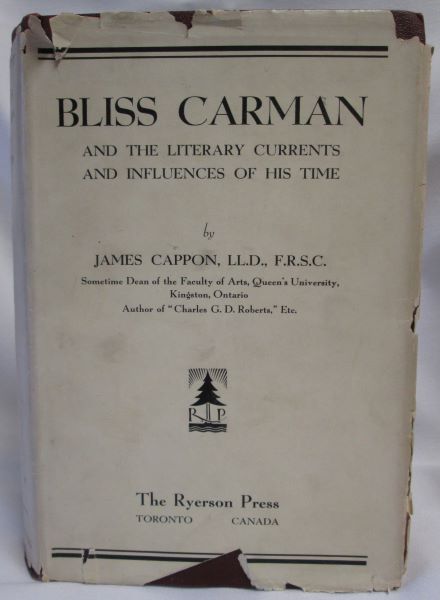 BLISS CARMAN
AND THE LITERARY CURRENTS
AND INFLUENCES OF HIS TIME
by
JAMES CAPPON, LL.D., F.R.S.C.
Sometime Dean of the Faculty of Arts, Queen's University,
Kingston, Ontario
Author of "Charles G. D. Roberts," Etc.
R P
The Ryerson Press
TORONTO CANADA